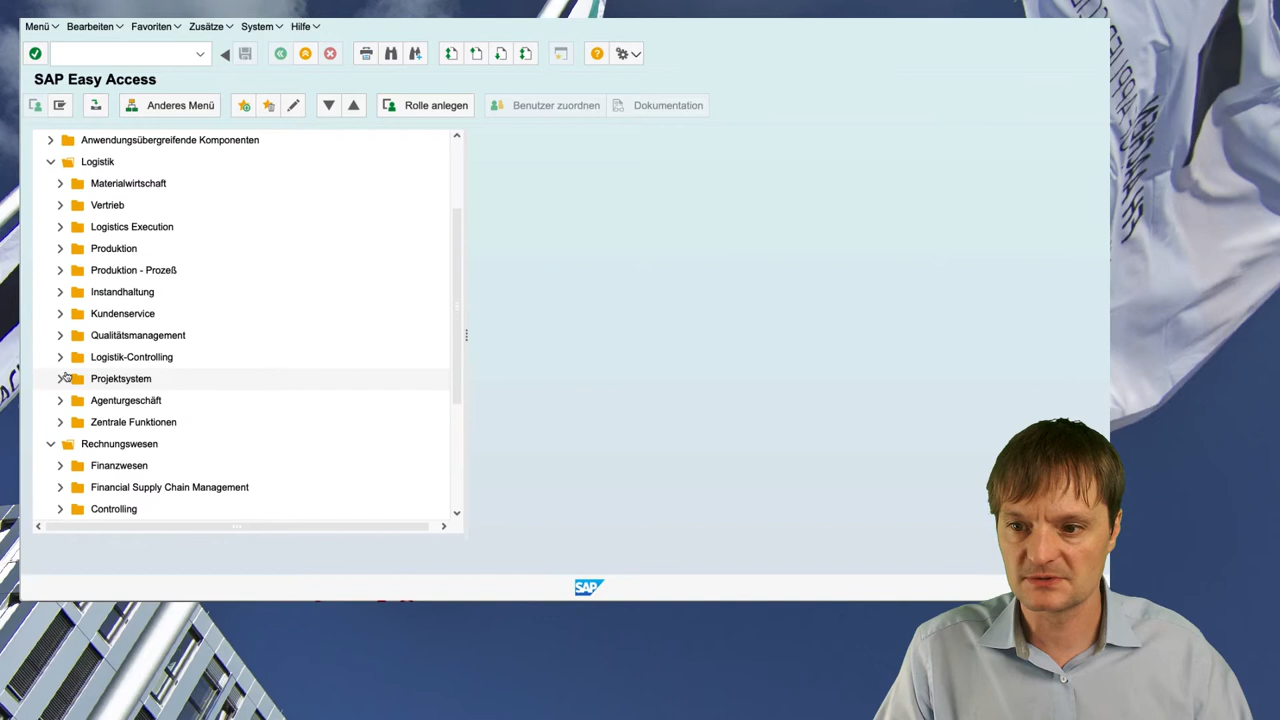 Menü Bearbeiten Favoriten Zusätze System Hilfe
SAP Easy Access
Anderes Menü Rolle anlegen Benutzer zuordnen Dokumentation
Anwendungsübergreifende Komponenten
Logistik
Materialwirtschaft
Vertrieb
Logistics Execution
Produktion
Produktion - Prozeß
Instandhaltung
Kundenservice
Qualitätsmanagement
Logistik-Controlling
Projektsystem
Agenturgeschäft
Zentrale Funktionen
Rechnungswesen
Finanzwesen
Financial Supply Chain Management
Controlling
SAP